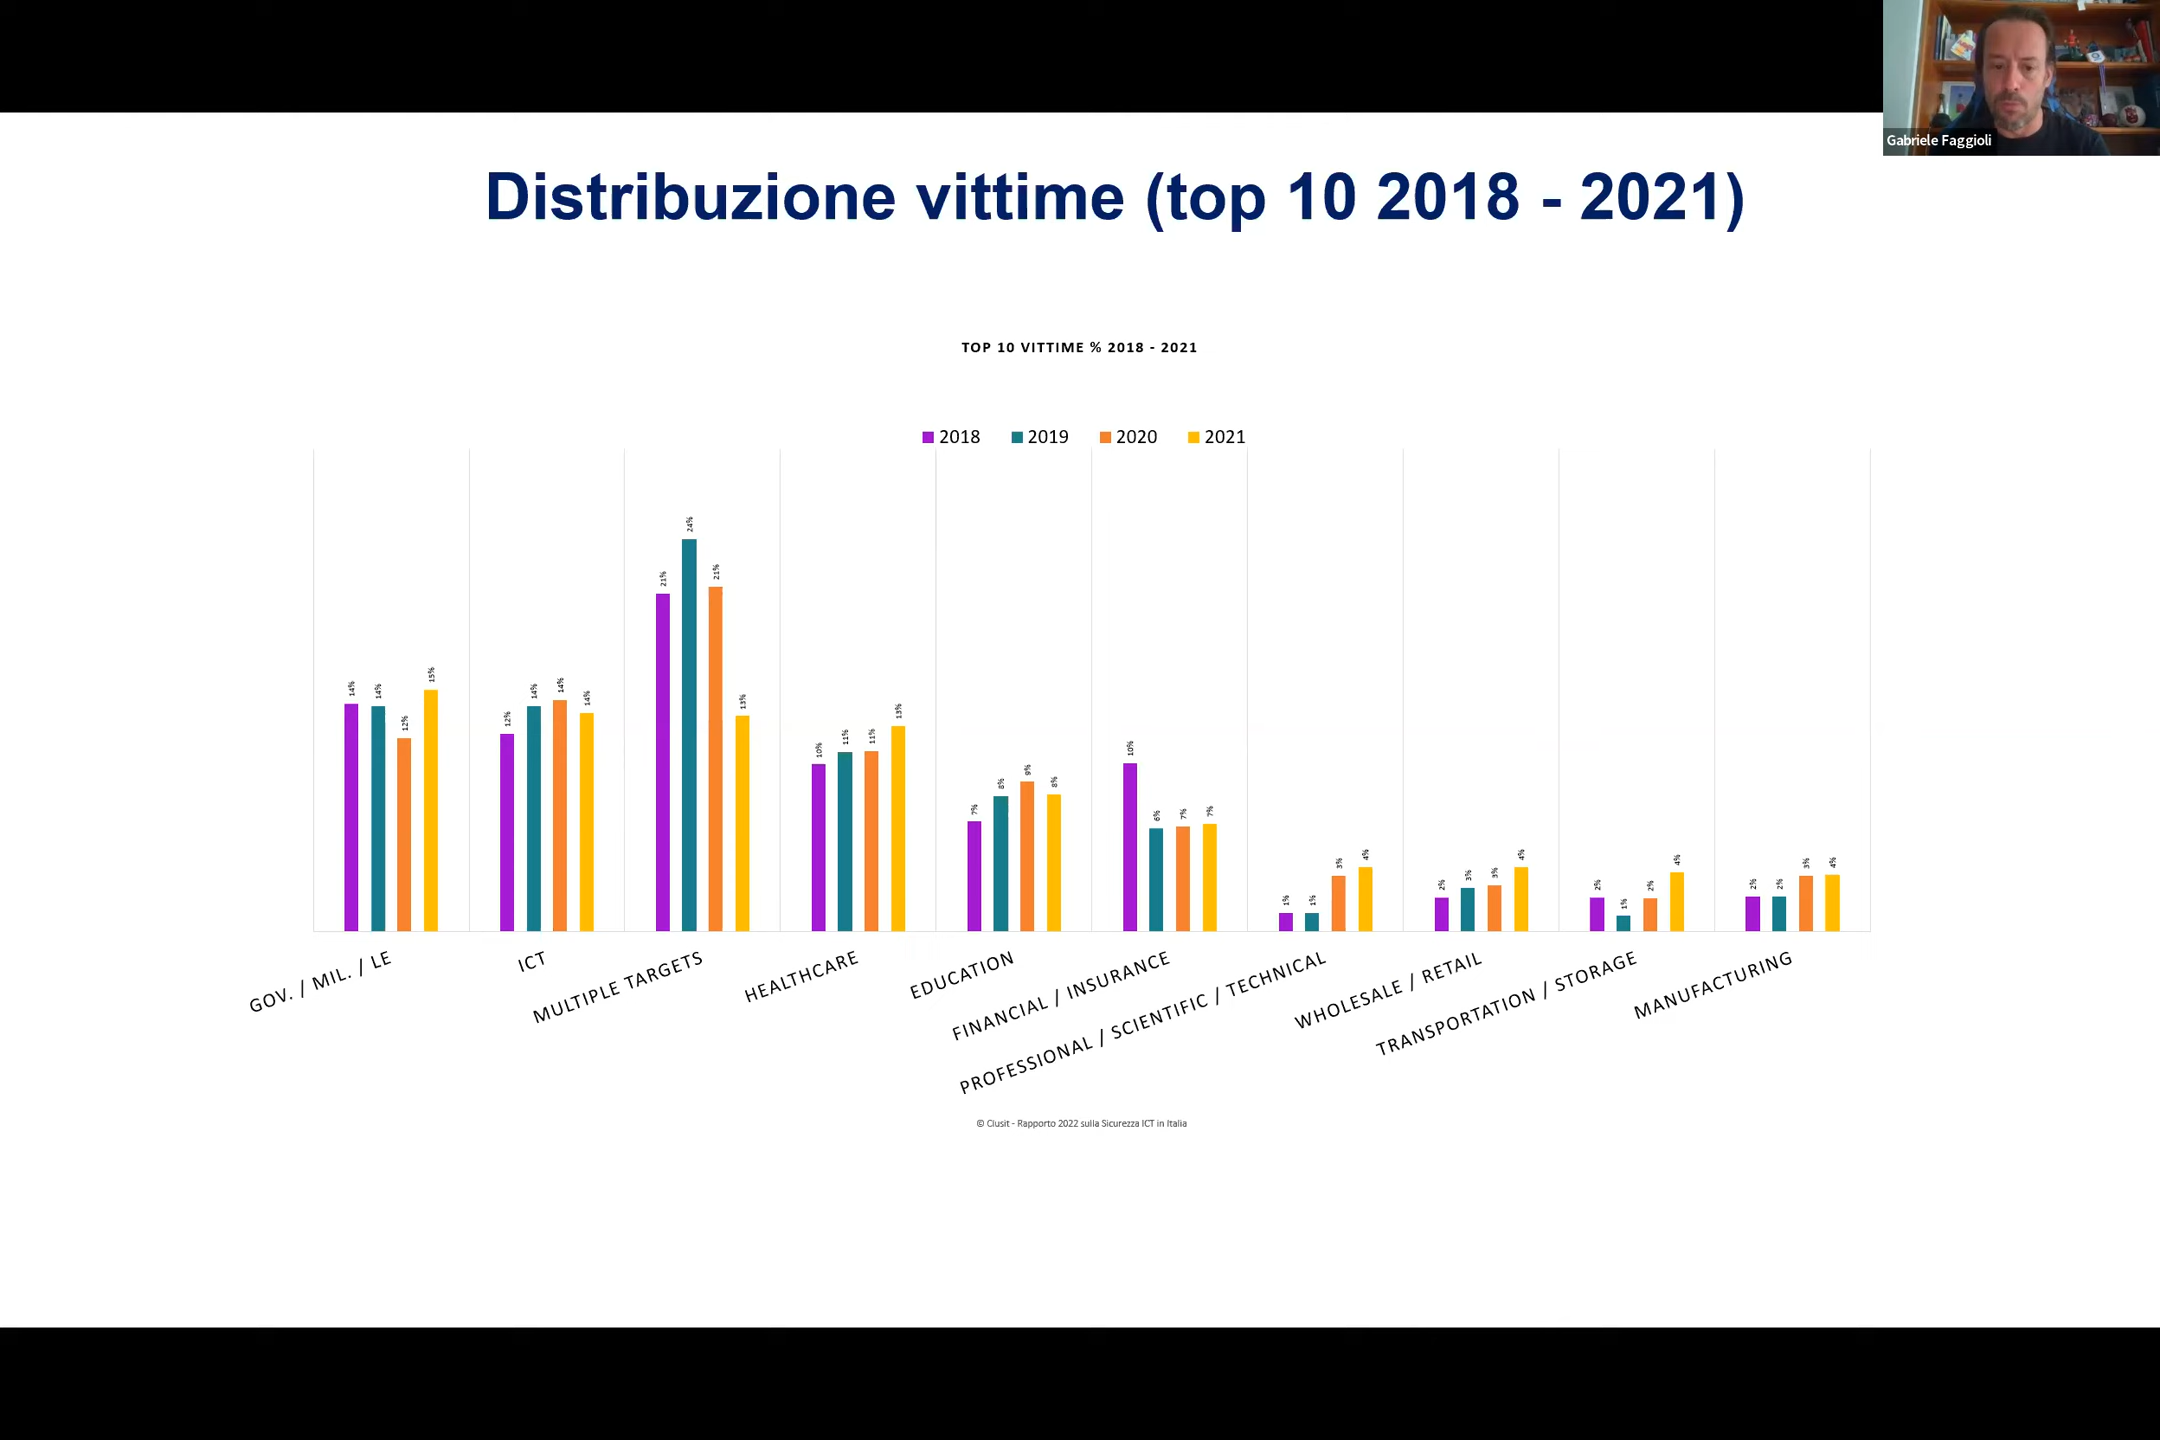 Gabriele Faggioli
Distribuzione vittime (top 10 2018 - 2021)
TOP 10 VITTIME % 2018 - 2021
2018 2019 2020 2021
14% 14% 12% 15%
12% 14% 14% 14%
21% 24% 21% 13%
10% 11% 11% 13%
7% 8% 9% 8%
10% 6% 7% 7%
1% 1% 3% 4%
2% 3% 3% 4%
2% 1% 2% 4%
2% 2% 3% 4%
GOV. / MIL. / LE
ICT
MULTIPLE TARGETS
HEALTHCARE
EDUCATION
FINANCIAL / INSURANCE
PROFESSIONAL / SCIENTIFIC / TECHNICAL
WHOLESALE / RETAIL
TRANSPORTATION / STORAGE
MANUFACTURING
© Clusit - Rapporto 2022 sulla Sicurezza ICT in Italia